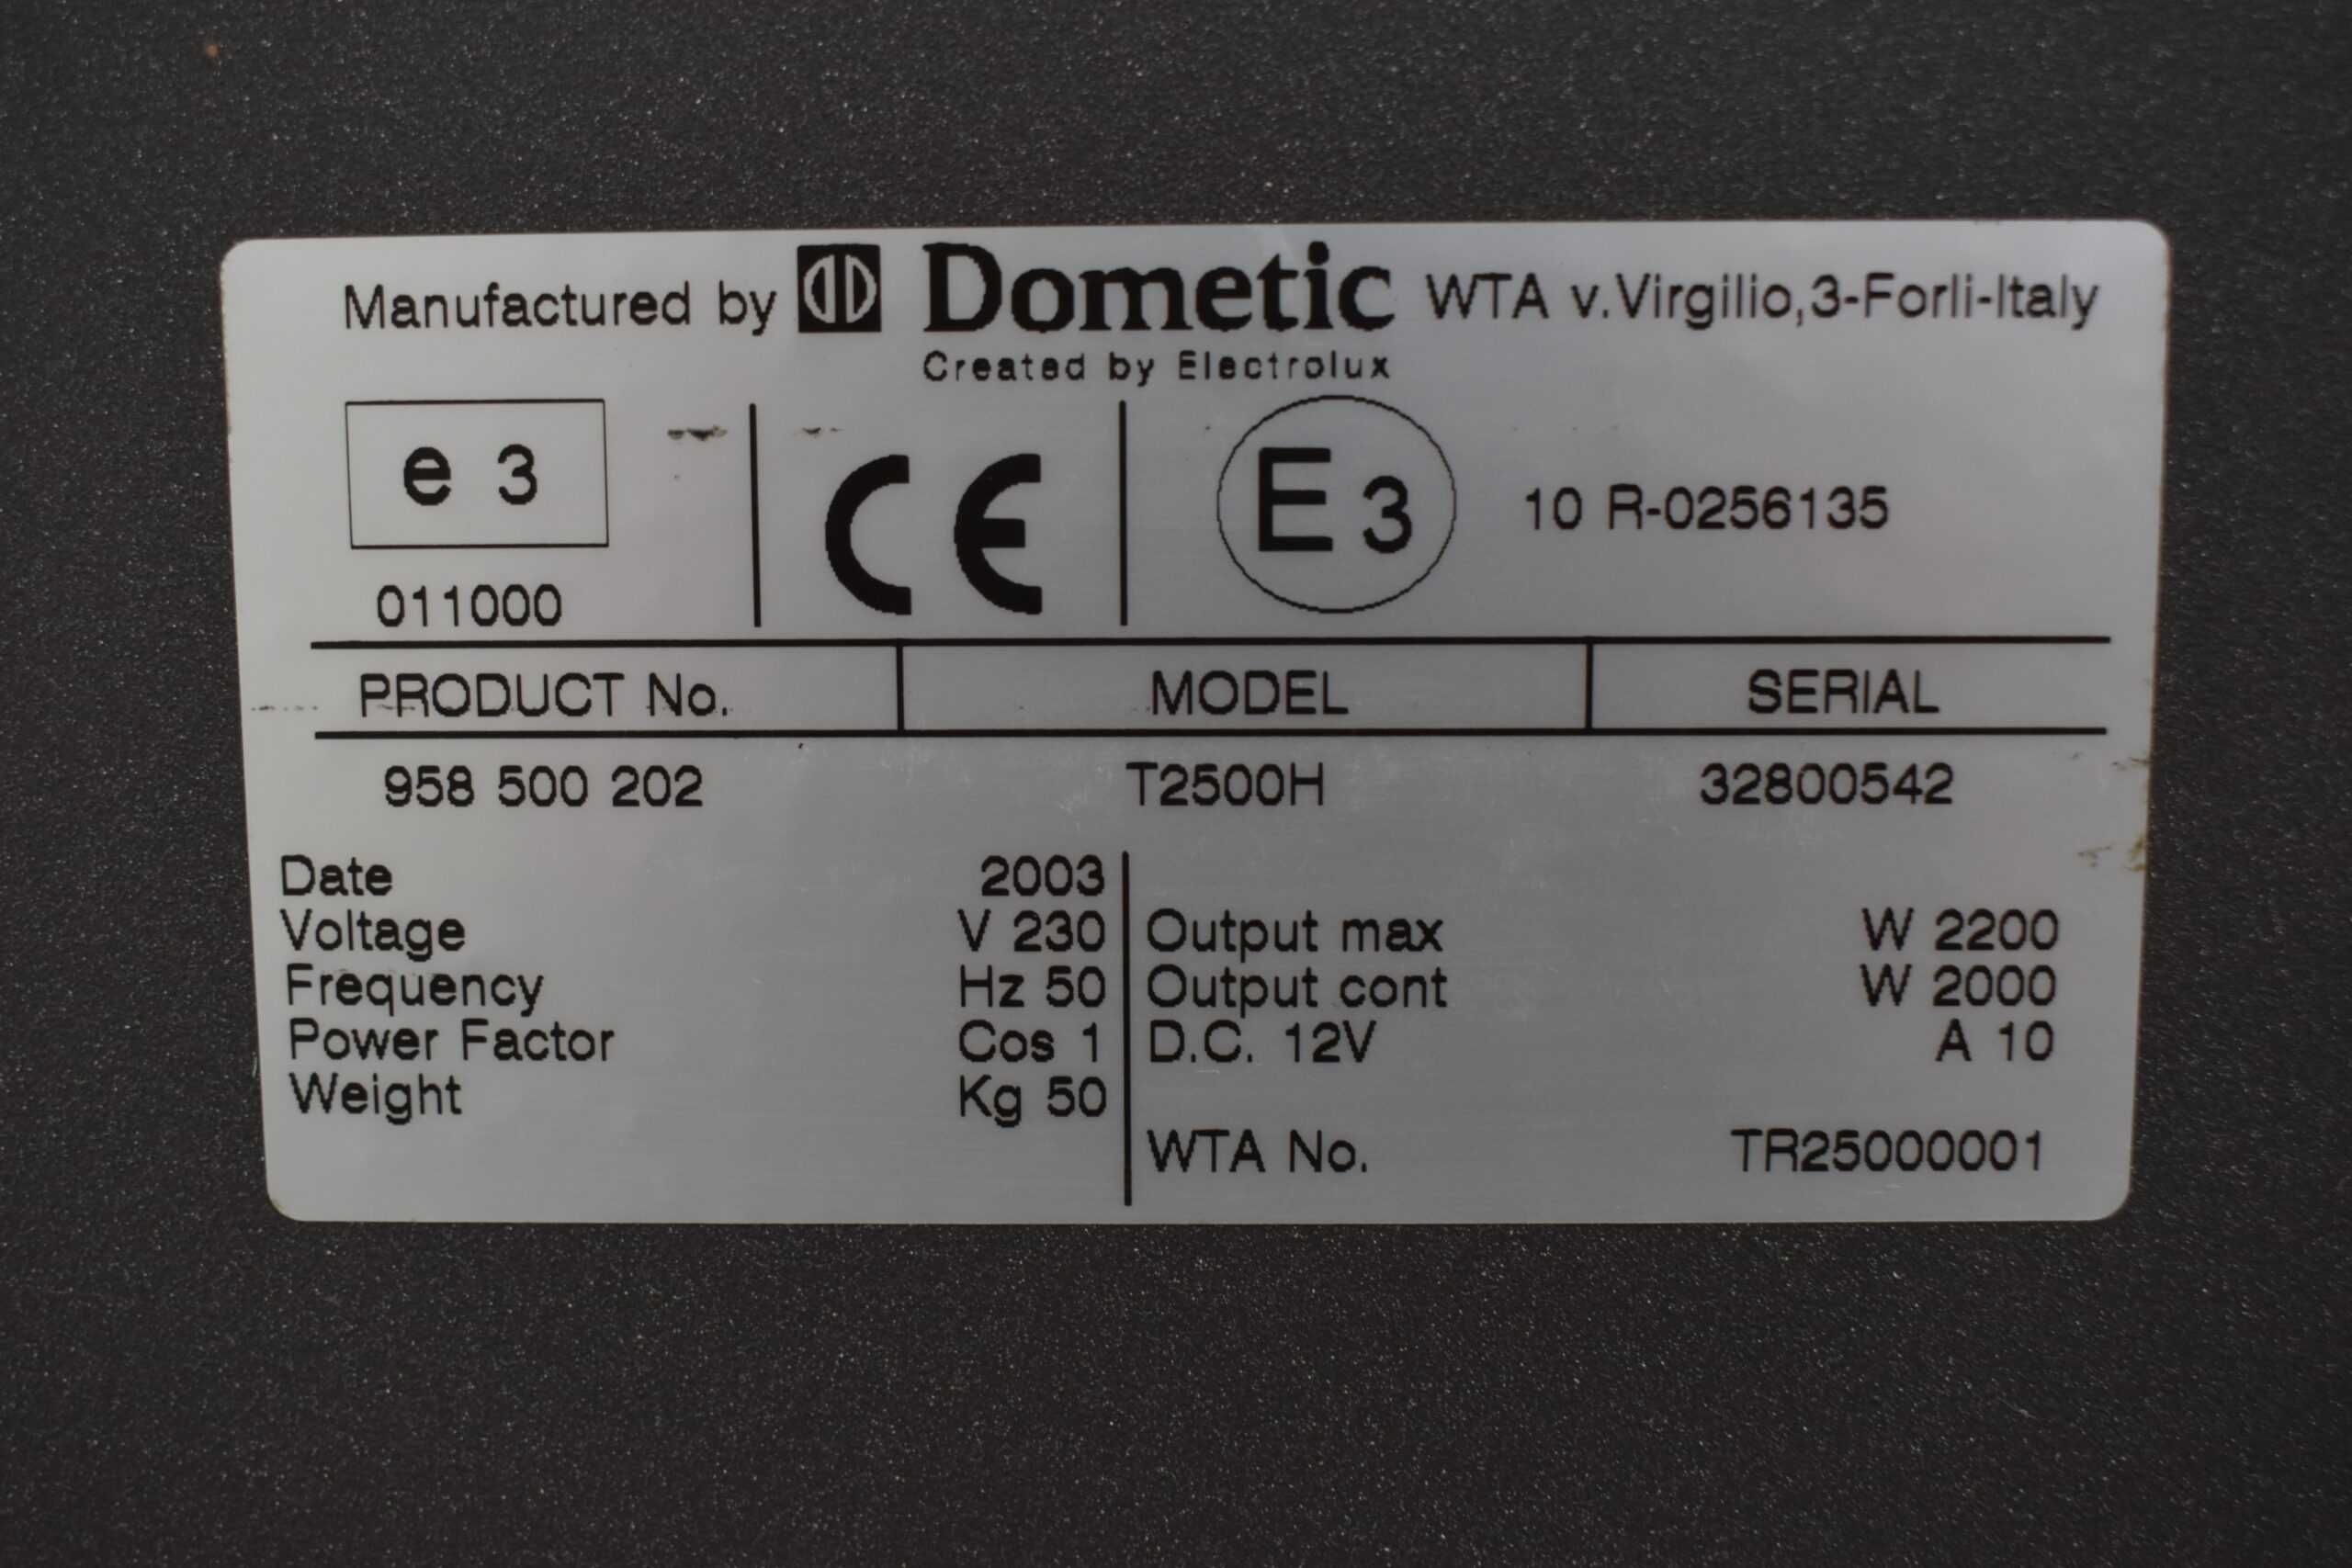 Manufactured by Dometic WTA v.Virgilio,3-Forli-Italy
Created by Electrolux
e 3
011000
CE
E3 10 R-0256135
PRODUCT No. MODEL SERIAL
958 500 202 T2500H 32800542
Date 2003
Voltage V 230 Output max W 2200
Frequency Hz 50 Output cont W 2000
Power Factor Cos 1 D.C. 12V A 10
Weight Kg 50
WTA No. TR25000001